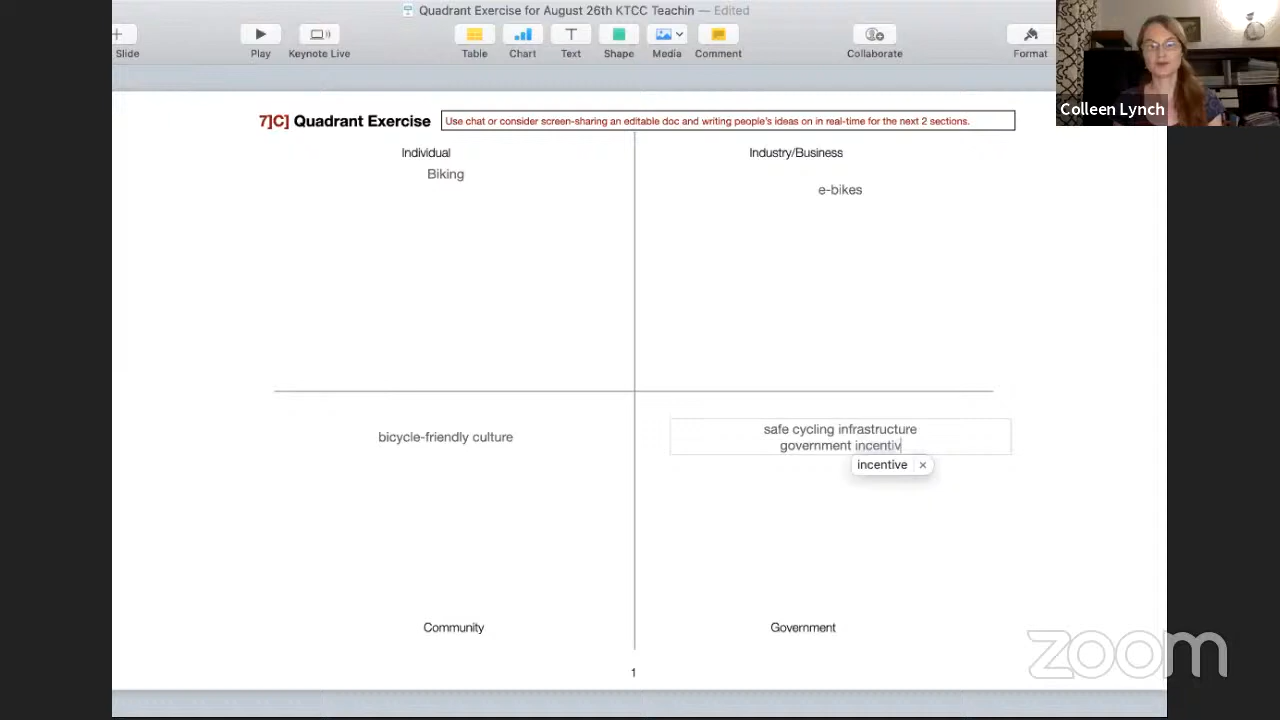 Quadrant Exercise for August 26th KTCC Teachin — Edited
Slide
Play
Keynote Live
Table
Chart
Text
Shape
Media
Comment
Collaborate
Format
Colleen Lynch
7]C] Quadrant Exercise
Use chat or consider screen-sharing an editable doc and writing people's ideas on in real-time for the next 2 sections.
Individual
Industry/Business
Biking
e-bikes
bicycle-friendly culture
safe cycling infrastructure
government incentiv
incentive ×
Community
Government
1
zoom